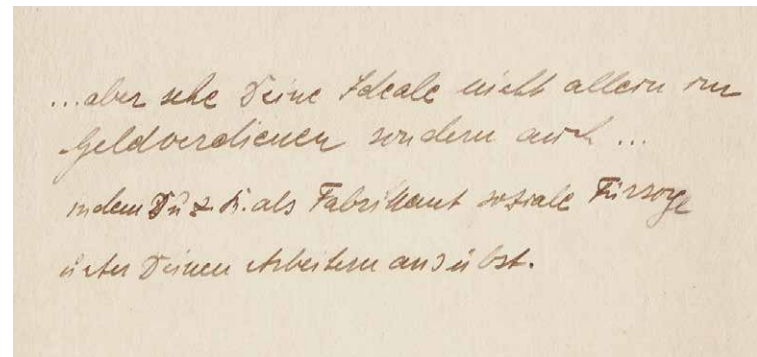 ...aber sehe Deine Ideale nicht allein im
Geldverdienen sondern auch ...
indem Du z. B. als Fabrikant soziale Fürsorge
unter Deinen Arbeitern ausübst.